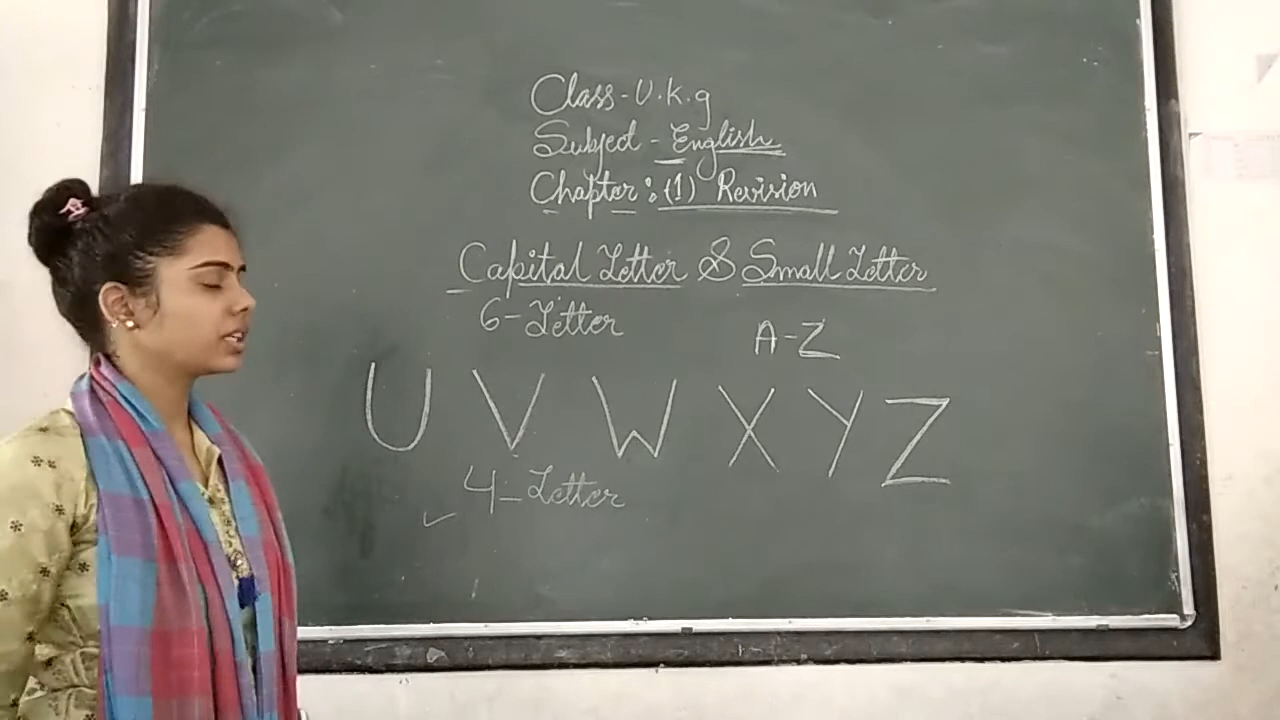 Class - U.K.g
Subject - English
Chapter : (1) Revision
Capital Letter & Small Letter
6 - Letter
A-Z
U V W X Y Z
4 - Letter